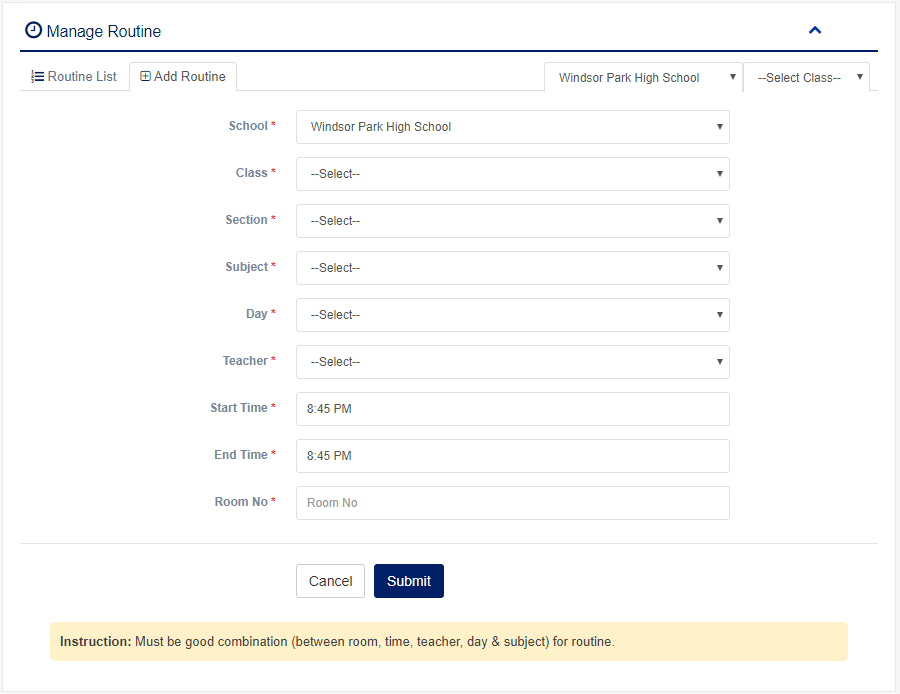 Manage Routine
Routine List Add Routine Windsor Park High School --Select Class--
School * Windsor Park High School
Class * --Select--
Section * --Select--
Subject * --Select--
Day * --Select--
Teacher * --Select--
Start Time * 8:45 PM
End Time * 8:45 PM
Room No * Room No
Cancel Submit
Instruction: Must be good combination (between room, time, teacher, day & subject) for routine.